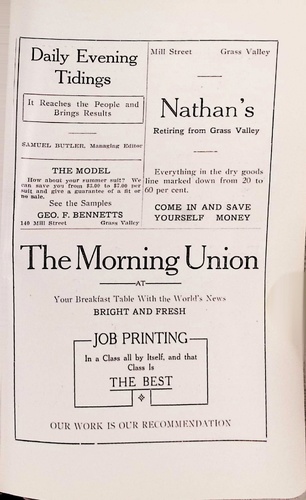 Daily Evening
Tidings
It Reaches the People and
Brings Results
SAMUEL BUTLER, Managing Editor
THE MODEL
How about your summer suit? We
can save you from $3.00 to $7.00 per
suit and give a guarantee of a fit or
no sale.
See the Samples
GEO. F. BENNETTS
140 Mill Street Grass Valley
Mill Street Grass Valley
Nathan's
Retiring from Grass Valley
Everything in the dry goods
line marked down from 20 to
60 per cent.
COME IN AND SAVE
YOURSELF MONEY
The Morning Union
AT
Your Breakfast Table With the World's News
BRIGHT AND FRESH
JOB PRINTING
In a Class all by Itself, and that
Class Is
THE BEST
OUR WORK IS OUR RECOMMENDATION